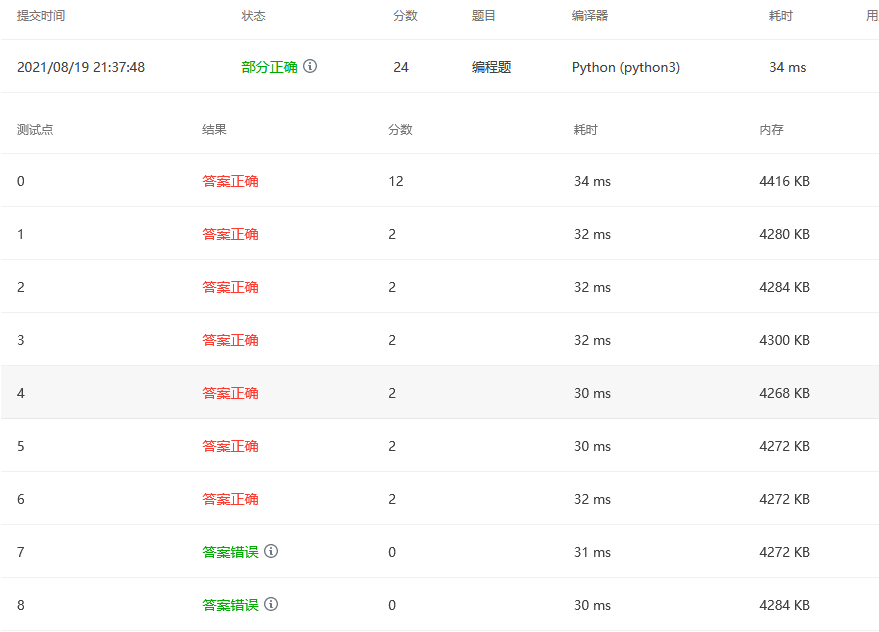 提交时间 状态 分数 题目 编译器 耗时 用
2021/08/19 21:37:48 部分正确 24 编程题 Python (python3) 34 ms
测试点 结果 分数 耗时 内存
0 答案正确 12 34 ms 4416 KB
1 答案正确 2 32 ms 4280 KB
2 答案正确 2 32 ms 4284 KB
3 答案正确 2 32 ms 4300 KB
4 答案正确 2 30 ms 4268 KB
5 答案正确 2 30 ms 4272 KB
6 答案正确 2 32 ms 4272 KB
7 答案错误 0 31 ms 4272 KB
8 答案错误 0 30 ms 4284 KB